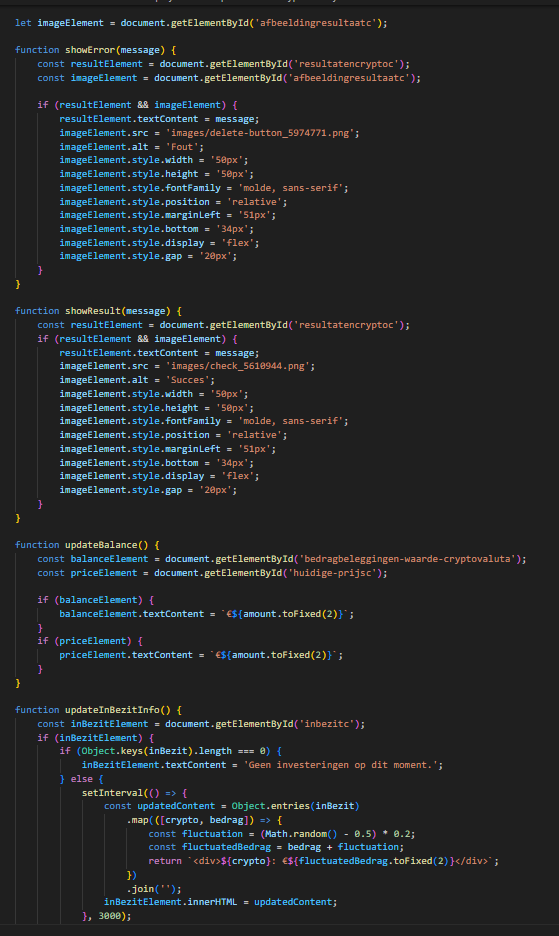 let imageElement = document.getElementById('afbeeldingresultaatc');
function showError(message) {
const resultElement = document.getElementById('resultatencryptoc');
const imageElement = document.getElementById('afbeeldingresultaatc');
if (resultElement && imageElement) {
resultElement.textContent = message;
imageElement.src = 'images/delete-button_5974771.png';
imageElement.alt = 'Fout';
imageElement.style.width = '50px';
imageElement.style.height = '50px';
imageElement.style.fontFamily = 'molde, sans-serif';
imageElement.style.position = 'relative';
imageElement.style.marginLeft = '51px';
imageElement.style.bottom = '34px';
imageElement.style.display = 'flex';
imageElement.style.gap = '20px';
}
}
function showResult(message) {
const resultElement = document.getElementById('resultatencryptoc');
if (resultElement && imageElement) {
resultElement.textContent = message;
imageElement.src = 'images/check_5610944.png';
imageElement.alt = 'Succes';
imageElement.style.width = '50px';
imageElement.style.height = '50px';
imageElement.style.fontFamily = 'molde, sans-serif';
imageElement.style.position = 'relative';
imageElement.style.marginLeft = '51px';
imageElement.style.bottom = '34px';
imageElement.style.display = 'flex';
imageElement.style.gap = '20px';
}
}
function updateBalance() {
const balanceElement = document.getElementById('bedragbeleggingen-waarde-cryptovaluta');
const priceElement = document.getElementById('huidige-prijsc');
if (balanceElement) {
balanceElement.textContent = `€${amount.toFixed(2)}`;
}
if (priceElement) {
priceElement.textContent = `€${amount.toFixed(2)}`;
}
}
function updateInBezitInfo() {
const inBezitElement = document.getElementById('inbezitc');
if (inBezitElement) {
if (Object.keys(inBezit).length === 0) {
inBezitElement.textContent = 'Geen investeringen op dit moment.';
} else {
setInterval(() => {
const updatedContent = Object.entries(inBezit)
.map(([crypto, bedrag]) => {
const fluctuation = (Math.random() - 0.5) * 0.2;
const fluctuatedBedrag = bedrag + fluctuation;
return `<div>${crypto}: €${fluctuatedBedrag.toFixed(2)}</div>`;
})
.join('');
inBezitElement.innerHTML = updatedContent;
}, 3000);